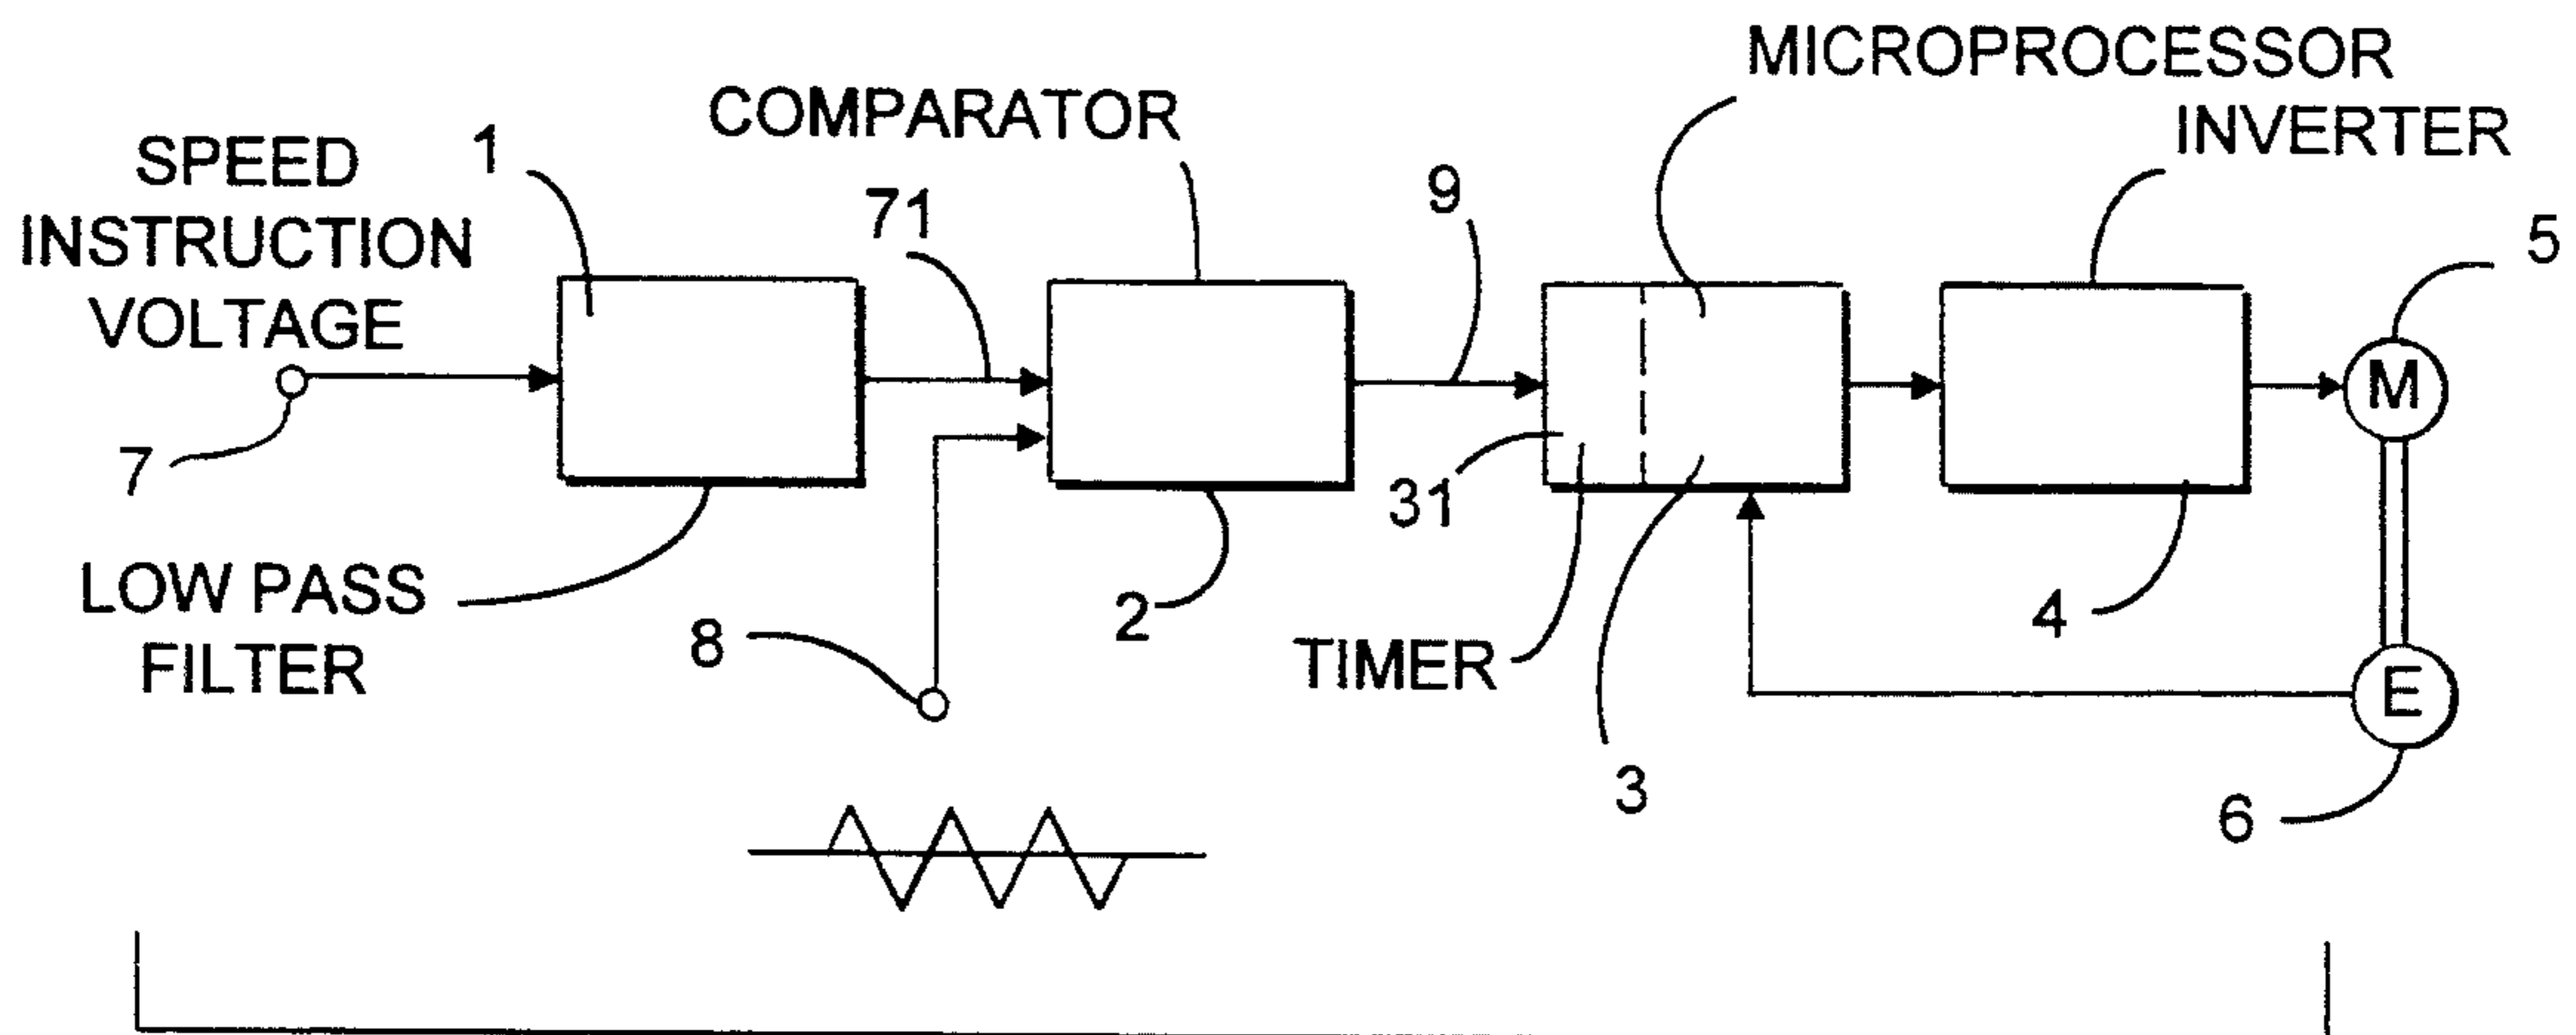 MICROPROCESSOR
COMPARATOR
INVERTER
SPEED
INSTRUCTION
VOLTAGE
1
71
9
5
M
7
31
LOW PASS
FILTER
8
2
TIMER
3
4
E
6